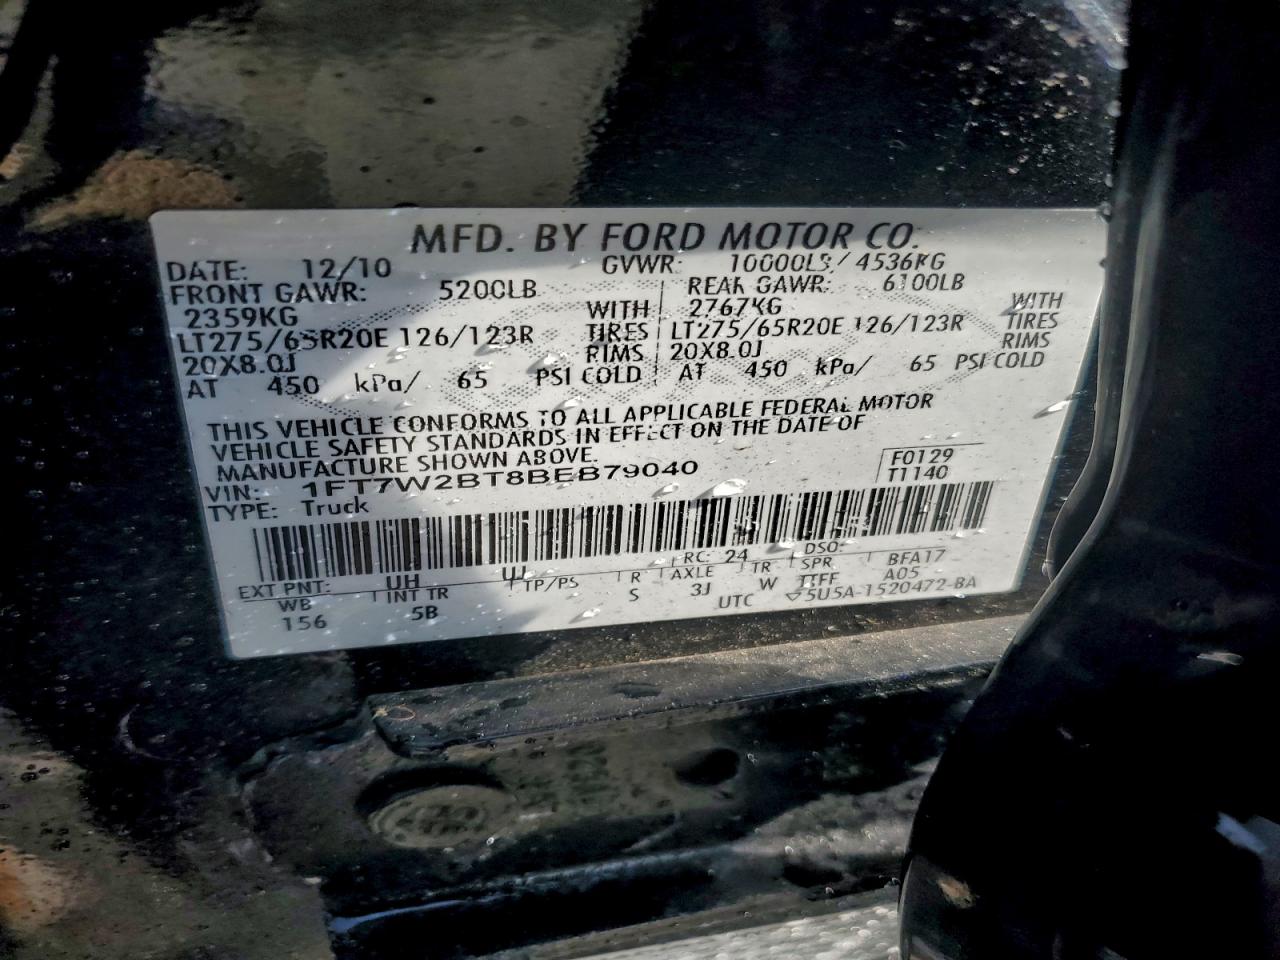 MFD. BY FORD MOTOR CO.
DATE: 12/10 GVWR: 10000LB/ 4536KG
FRONT GAWR: 5200LB REAR GAWR: 6100LB
2359KG WITH 2767KG WITH
LT275/65R20E 126/123R TIRES LT275/65R20E 126/123R TIRES
20X8.0J RIMS 20X8.0J RIMS
AT 450 kPa/ 65 PSI COLD AT 450 kPa/ 65 PSI COLD
THIS VEHICLE CONFORMS TO ALL APPLICABLE FEDERAL MOTOR
VEHICLE SAFETY STANDARDS IN EFFECT ON THE DATE OF
MANUFACTURE SHOWN ABOVE.
VIN: 1FT7W2BT8BEB79040 F0129
TYPE: Truck T1140
EXT PNT: UH RC: 24 DSO:
WB INT TR TP/PS R AXLE TR SPR BFA17
156 5B S 3J W TTFF A05
UTC 5U5A-1520472-BA